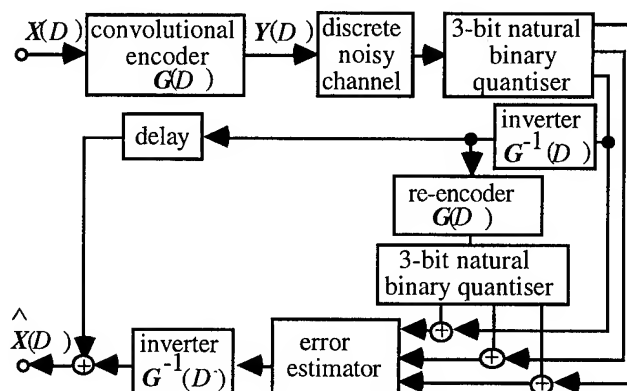 X(D) convolutional encoder G(D)
Y(D) discrete noisy channel
3-bit natural binary quantiser
delay
inverter G⁻¹(D)
re-encoder G(D)
3-bit natural binary quantiser
X̂(D)
inverter G⁻¹(D)
error estimator